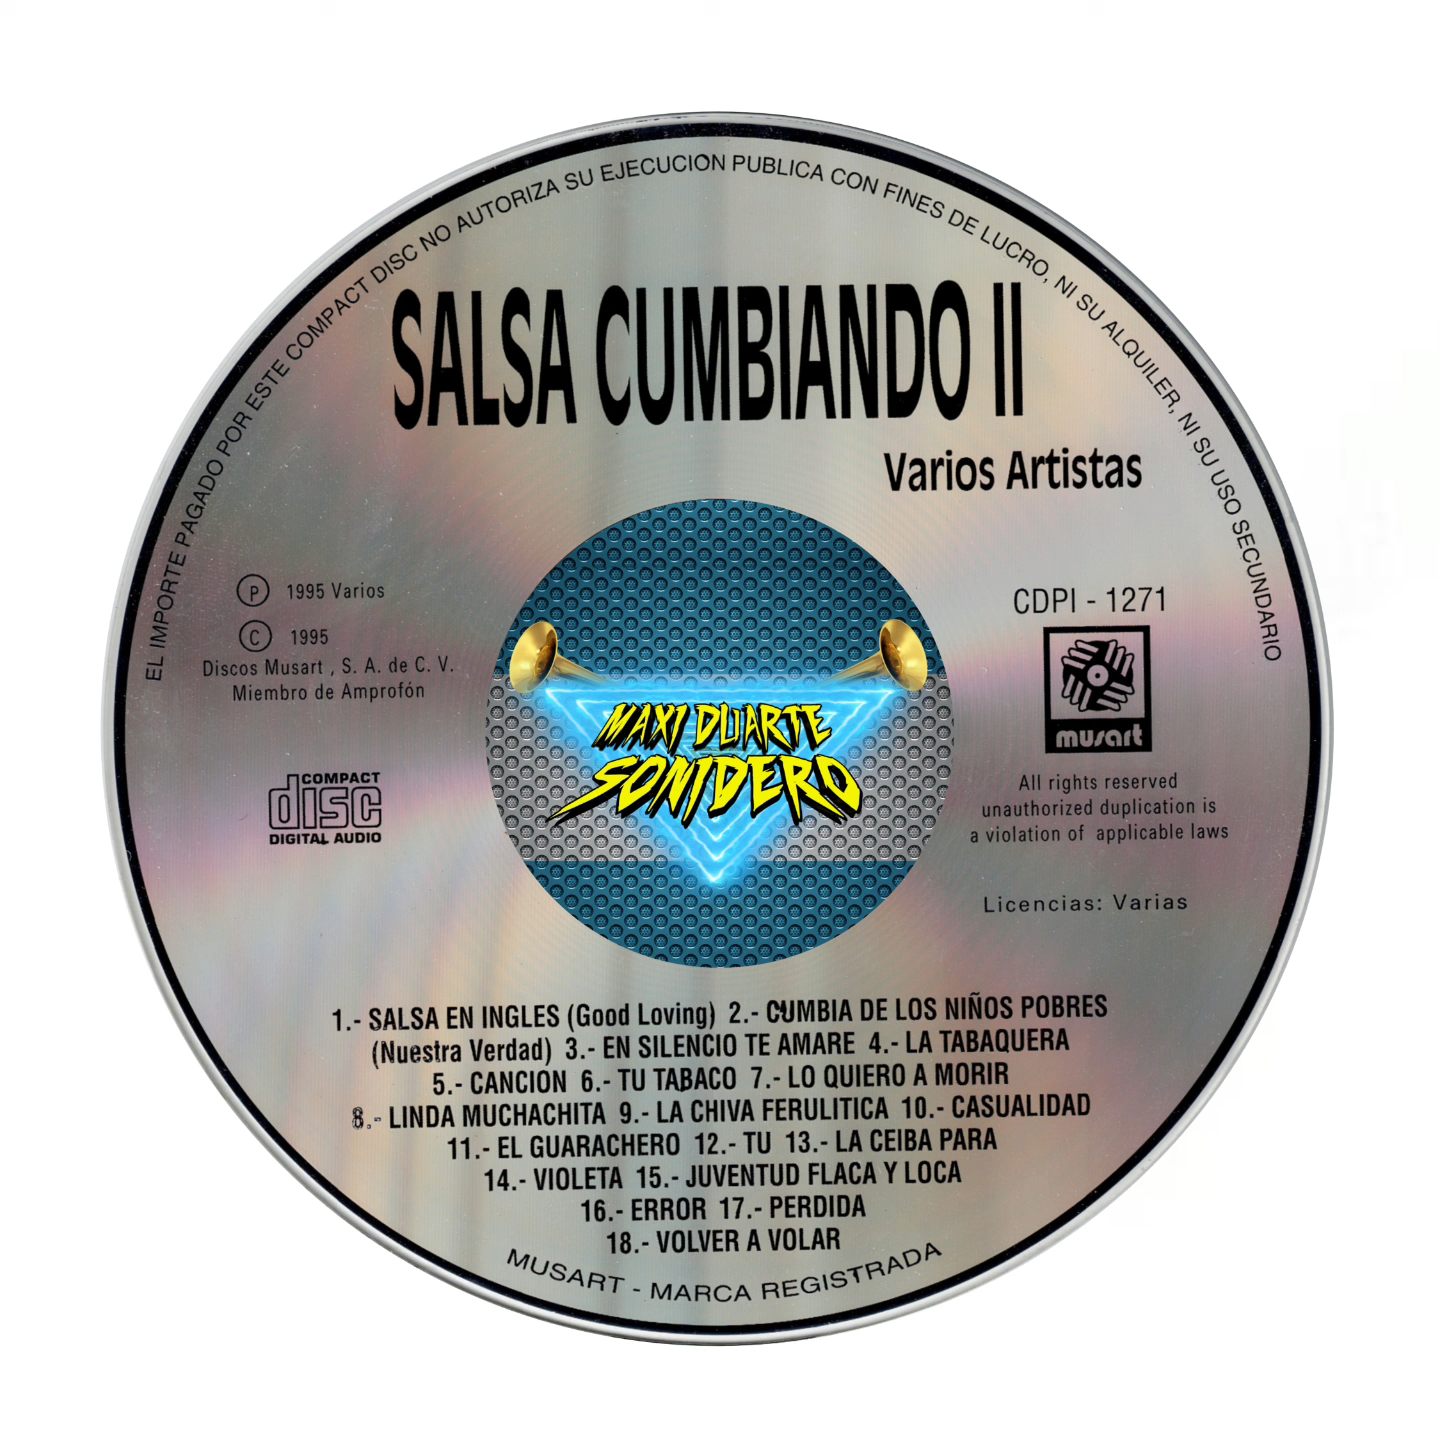 EL IMPORTE PAGADO POR ESTE COMPACT DISC NO AUTORIZA SU EJECUCION PUBLICA CON FINES DE LUCRO, NI SU ALQUILER, NI SU USO SECUNDARIO
SALSA CUMBIANDO II
Varios Artistas
P 1995 Varios
C 1995
Discos Musart , S. A. de C. V.
Miembro de Amprofón
COMPACT
disc
DIGITAL AUDIO
MAXI DUARTE
SONIDERO
CDPI - 1271
musart
All rights reserved
unauthorized duplication is
a violation of applicable laws
Licencias: Varias
1.- SALSA EN INGLES (Good Loving) 2.- CUMBIA DE LOS NIÑOS POBRES
(Nuestra Verdad) 3.- EN SILENCIO TE AMARE 4.- LA TABAQUERA
5.- CANCION 6.- TU TABACO 7.- LO QUIERO A MORIR
8.- LINDA MUCHACHITA 9.- LA CHIVA FERULITICA 10.- CASUALIDAD
11.- EL GUARACHERO 12.- TU 13.- LA CEIBA PARA
14.- VIOLETA 15.- JUVENTUD FLACA Y LOCA
16.- ERROR 17.- PERDIDA
18.- VOLVER A VOLAR
MUSART - MARCA REGISTRADA